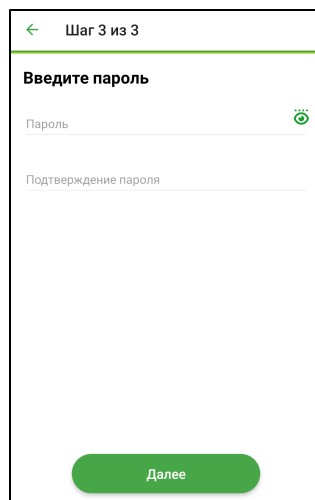 Шаг 3 из 3
Введите пароль
Пароль
Подтверждение пароля
Далее